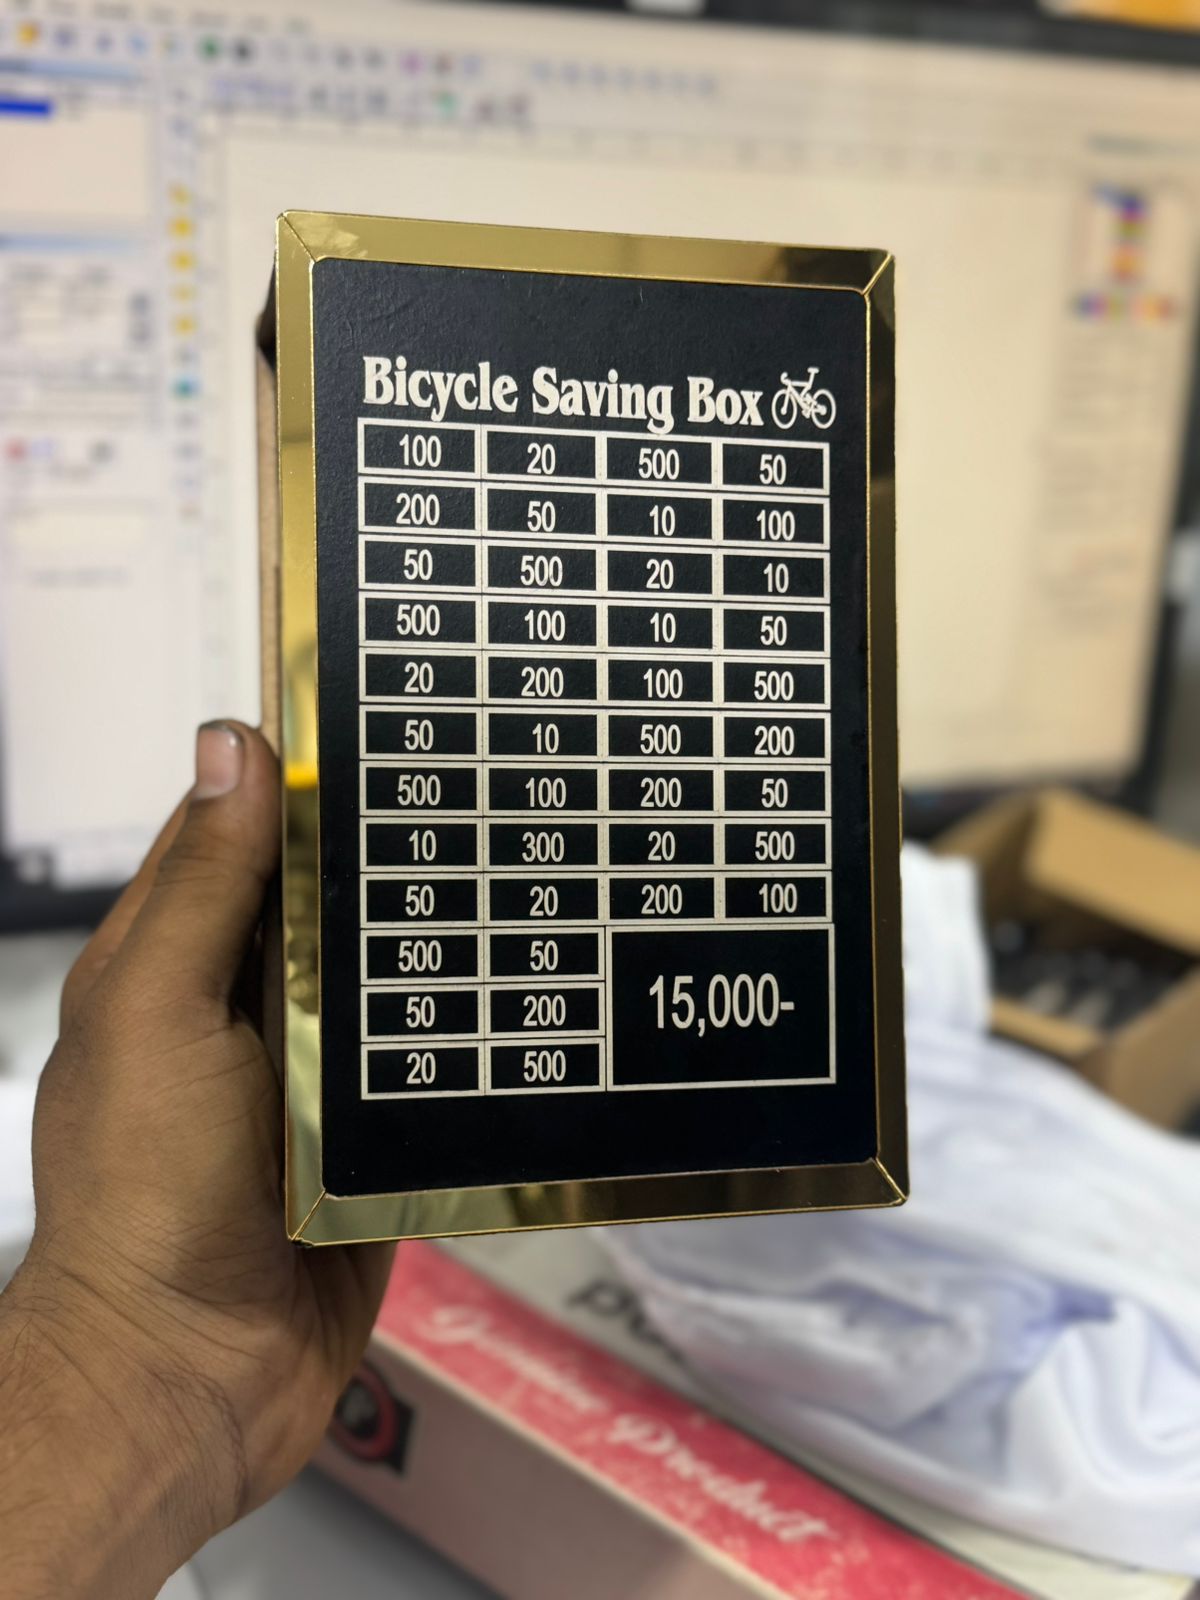 Bicycle Saving Box
100 20 500 50
200 50 10 100
50 500 20 10
500 100 10 50
20 200 100 500
50 10 500 200
500 100 200 50
10 300 20 500
50 20 200 100
500 50
15,000-
50 200
20 500
Genuine Product